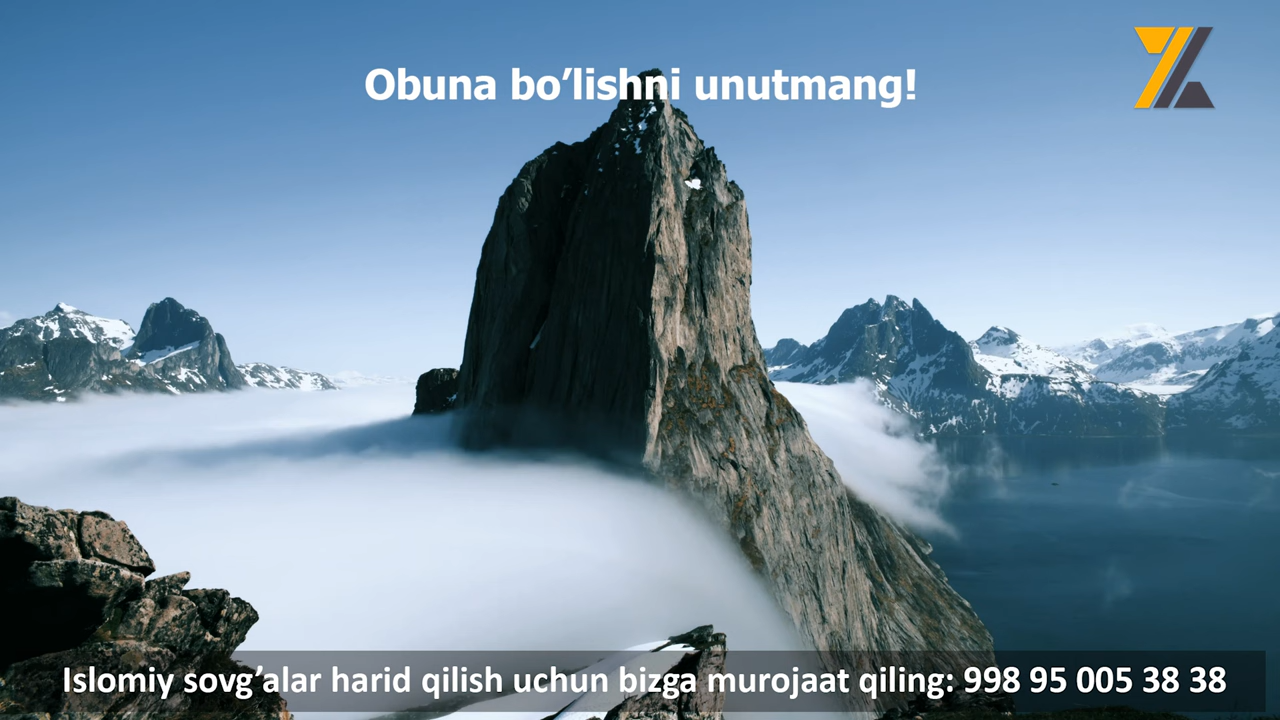 Obuna bo’lishni unutmang!
Islomiy sovg’alar harid qilish uchun bizga murojaat qiling: 998 95 005 38 38